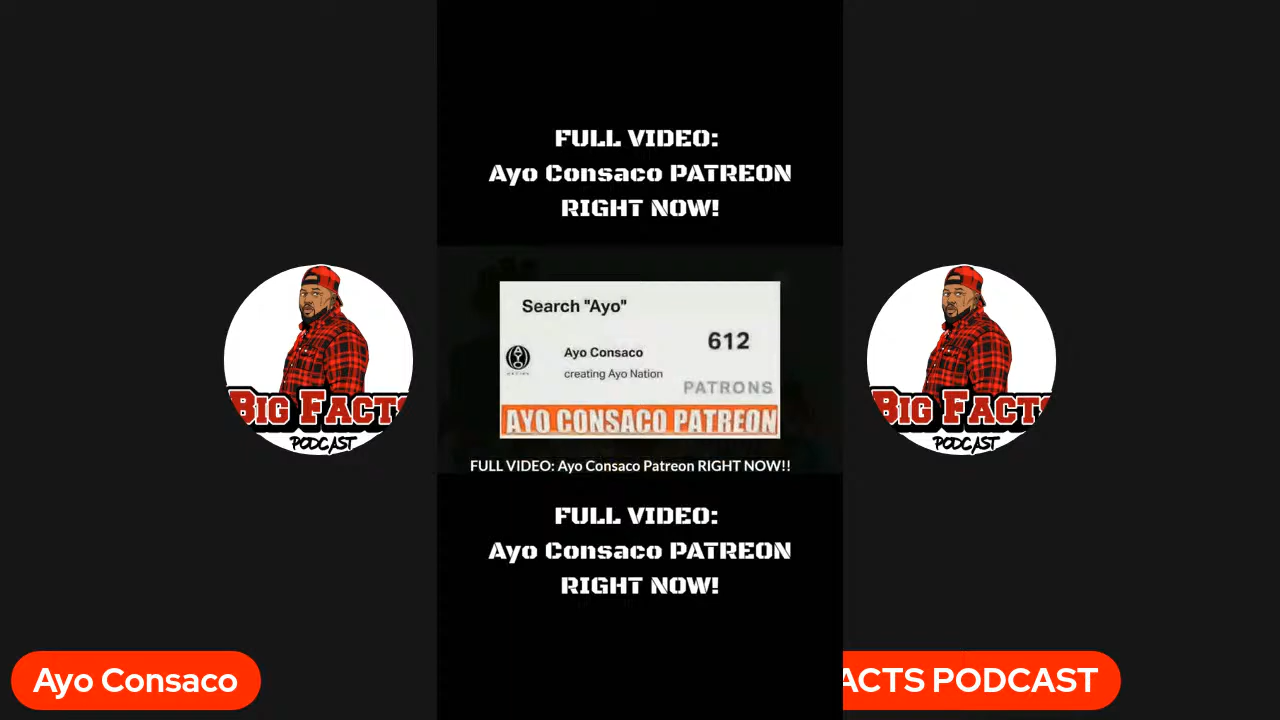 FULL VIDEO:
Ayo Consaco PATREON
RIGHT NOW!
Search "Ayo"
612
Ayo Consaco
creating Ayo Nation
PATRONS
AYO CONSACO PATREON
FULL VIDEO: Ayo Consaco Patreon RIGHT NOW!!
FULL VIDEO:
Ayo Consaco PATREON
RIGHT NOW!
BIG FACTS
PODCAST
BIG FACTS
PODCAST
Ayo Consaco
ACTS PODCAST